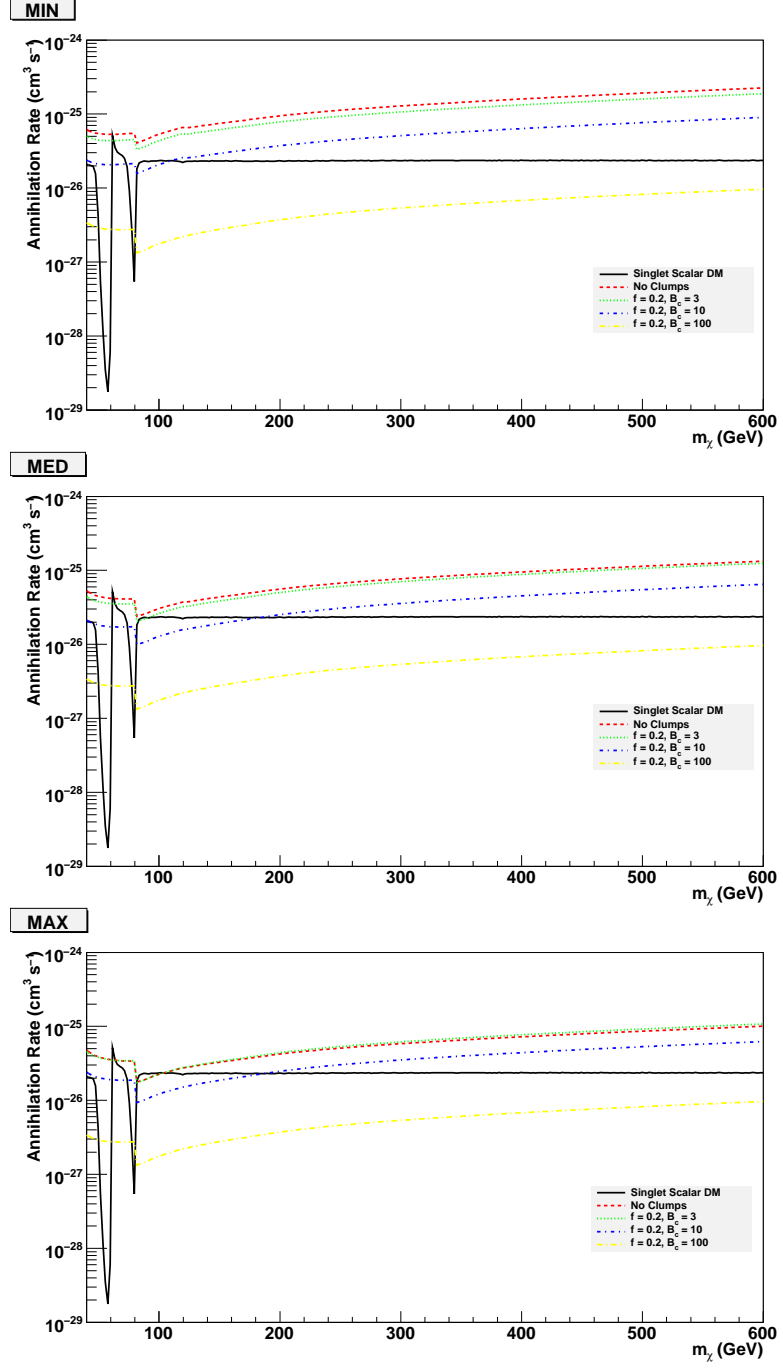 MIN
Annihilation Rate (cm³ s⁻¹)
10⁻²⁴
10⁻²⁵
10⁻²⁶
10⁻²⁷
10⁻²⁸
10⁻²⁹
Singlet Scalar DM
No Clumps
f = 0.2, B_c = 3
f = 0.2, B_c = 10
f = 0.2, B_c = 100
100 200 300 400 500 600
m_χ (GeV)
MED
Annihilation Rate (cm³ s⁻¹)
10⁻²⁴
10⁻²⁵
10⁻²⁶
10⁻²⁷
10⁻²⁸
10⁻²⁹
Singlet Scalar DM
No Clumps
f = 0.2, B_c = 3
f = 0.2, B_c = 10
f = 0.2, B_c = 100
100 200 300 400 500 600
m_χ (GeV)
MAX
Annihilation Rate (cm³ s⁻¹)
10⁻²⁴
10⁻²⁵
10⁻²⁶
10⁻²⁷
10⁻²⁸
10⁻²⁹
Singlet Scalar DM
No Clumps
f = 0.2, B_c = 3
f = 0.2, B_c = 10
f = 0.2, B_c = 100
100 200 300 400 500 600
m_χ (GeV)